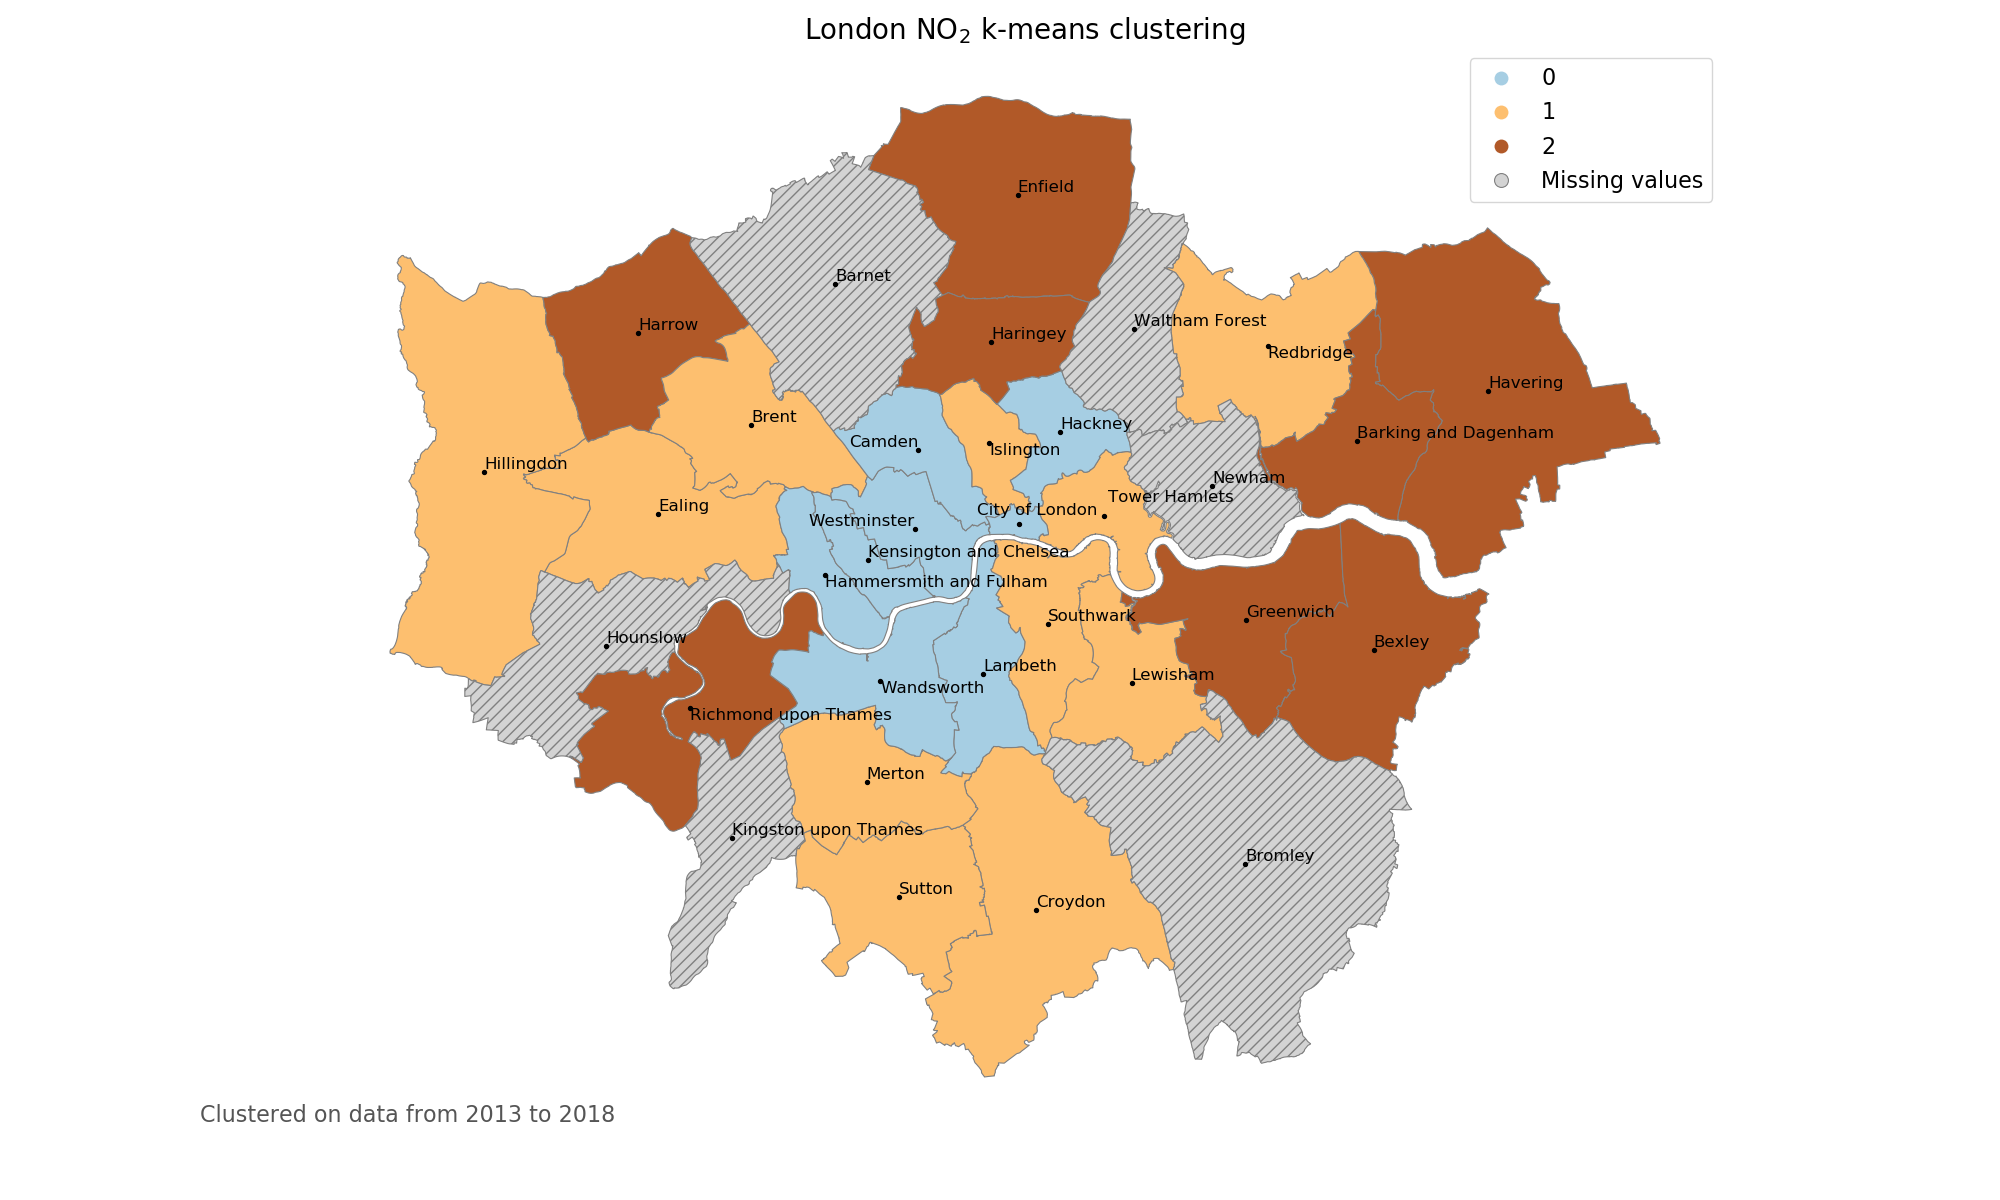 London NO₂ k-means clustering
0
1
2
Missing values
Enfield
Barnet
Waltham Forest
Harrow
Haringey
Redbridge
Havering
Brent
Hackney
Barking and Dagenham
Camden
Islington
Hillingdon
Newham
Tower Hamlets
Ealing
City of London
Westminster
Kensington and Chelsea
Hammersmith and Fulham
Greenwich
Southwark
Hounslow
Bexley
Lambeth
Lewisham
Wandsworth
Richmond upon Thames
Merton
Kingston upon Thames
Bromley
Sutton
Croydon
Clustered on data from 2013 to 2018